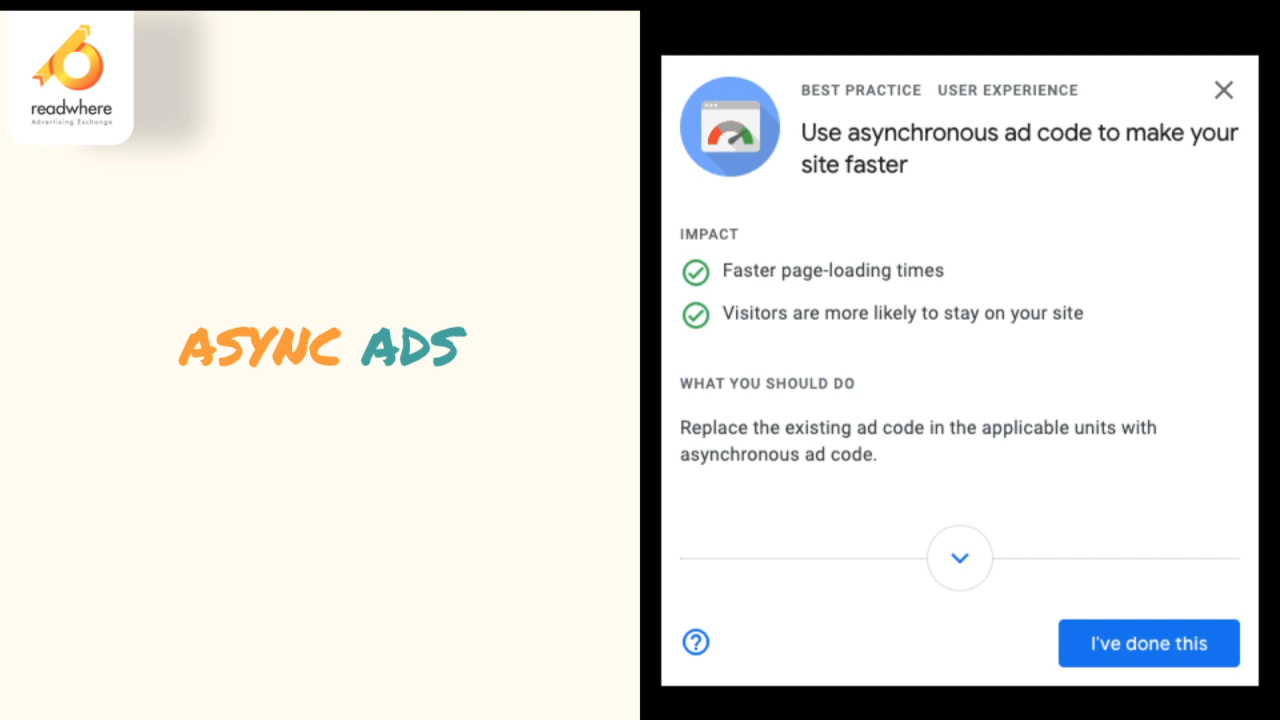 readwhere
Advertising Exchange
ASYNC ADS
BEST PRACTICE USER EXPERIENCE
Use asynchronous ad code to make your
site faster
IMPACT
Faster page-loading times
Visitors are more likely to stay on your site
WHAT YOU SHOULD DO
Replace the existing ad code in the applicable units with
asynchronous ad code.
I've done this